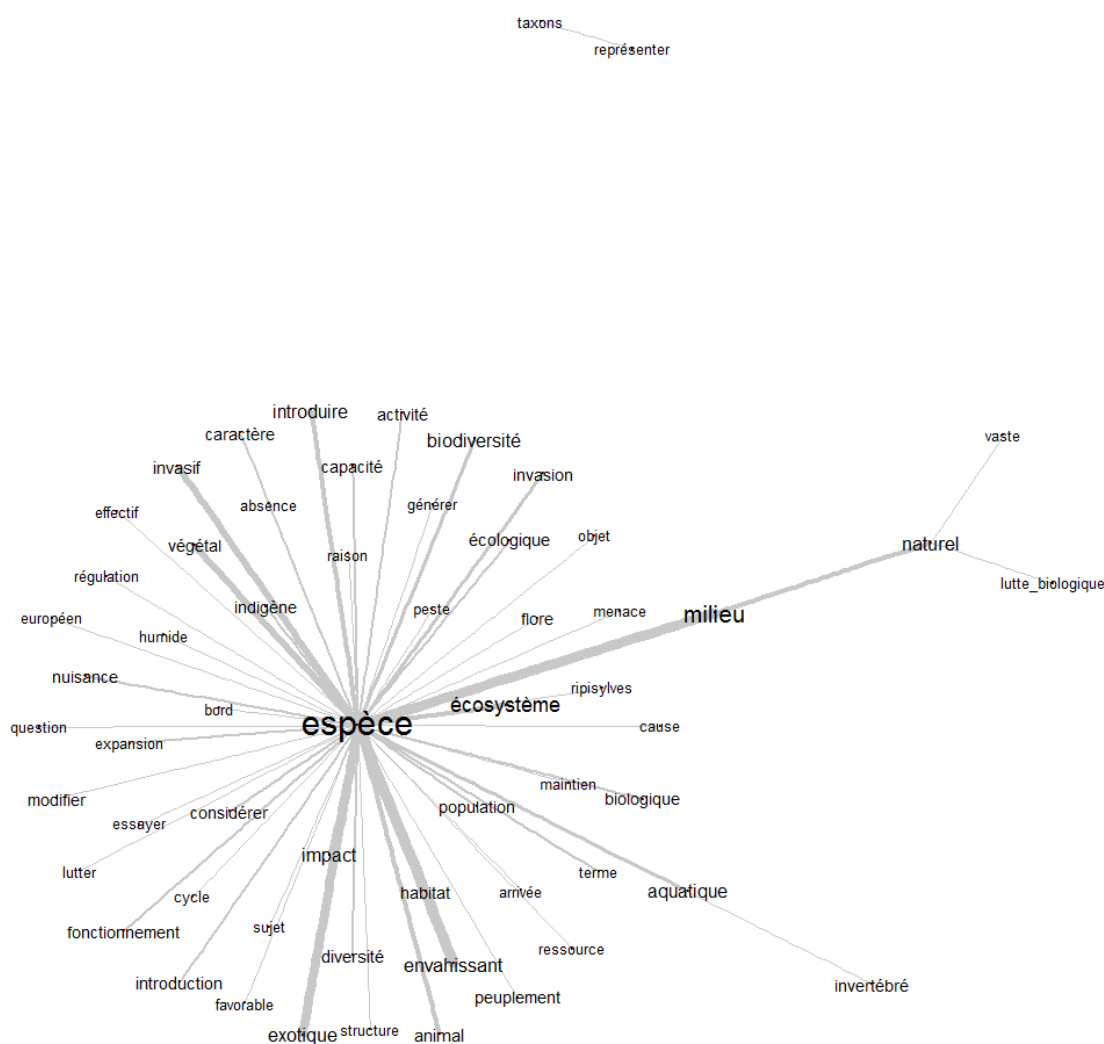 taxons
représenter
introduire
activité
caractère
biodiversité
vaste
invasif
capacité
invasion
effectif
absence
générer
végétal
raison
écologique
objet
naturel
régulation
lutte_biologique
européen
indigène
peste
flore
menace
milieu
humide
nuisance
ripisylves
bord
écosystème
question
espèce
cause
expansion
modifier
maintien
biologique
essayer
considérer
population
lutter
impact
terme
cycle
habitat
arrivée
aquatique
fonctionnement
sujet
diversité
ressource
introduction
envahissant
invertébré
favorable
peuplement
exotique
structure
animal